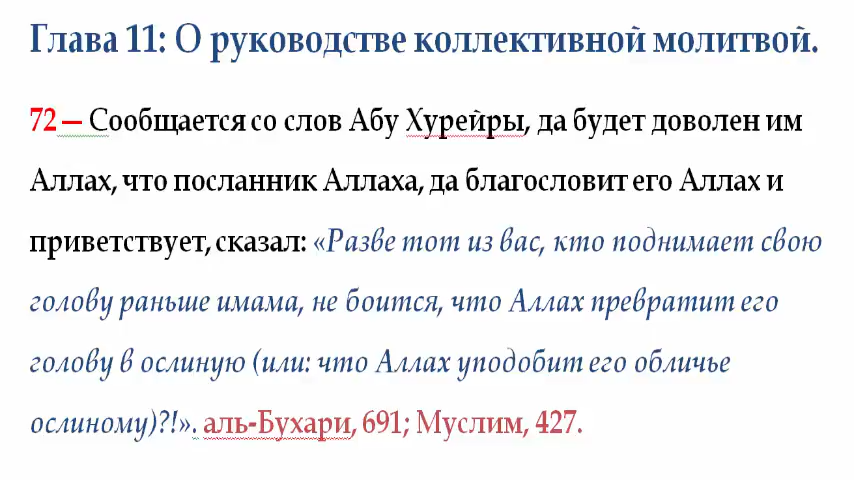 Глава 11: О руководстве коллективной молитвой.
72 — Сообщается со слов Абу Хурейры, да будет доволен им
Аллах, что посланник Аллаха, да благословит его Аллах и
приветствует, сказал: «Разве тот из вас, кто поднимает свою
голову раньше имама, не боится, что Аллах превратит его
голову в ослиную (или: что Аллах уподобит его обличье
ослиному)?!». аль-Бухари, 691; Муслим, 427.